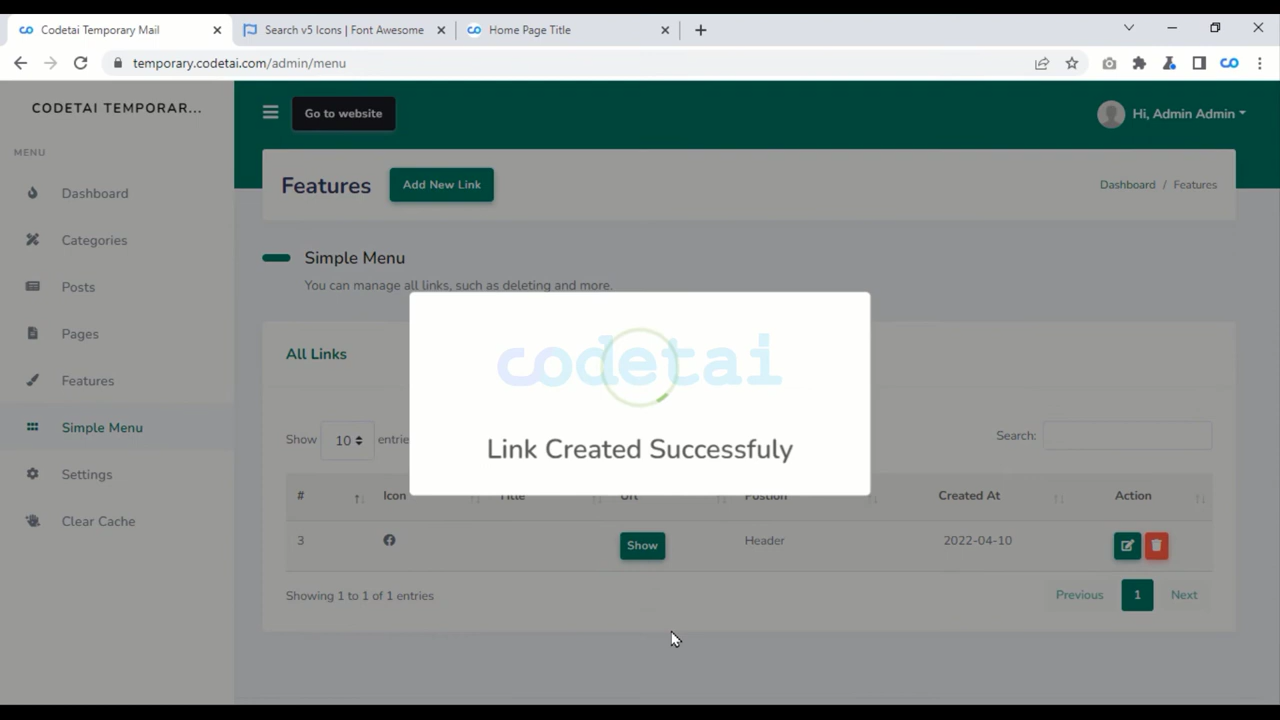 Codetai Temporary Mail
Search v5 Icons | Font Awesome
Home Page Title
temporary.codetai.com/admin/menu
CODETAI TEMPORAR...
Go to website
Hi, Admin Admin
MENU
Features
Add New Link
Dashboard / Features
Dashboard
Categories
Posts
Pages
Features
Simple Menu
Settings
Clear Cache
Simple Menu
You can manage all links, such as deleting and more.
All Links
codetai
Link Created Successfuly
Show 10 entrie
Search:
# Icon Title Url Postion Created At Action
3 Show Header 2022-04-10
Showing 1 to 1 of 1 entries
Previous 1 Next